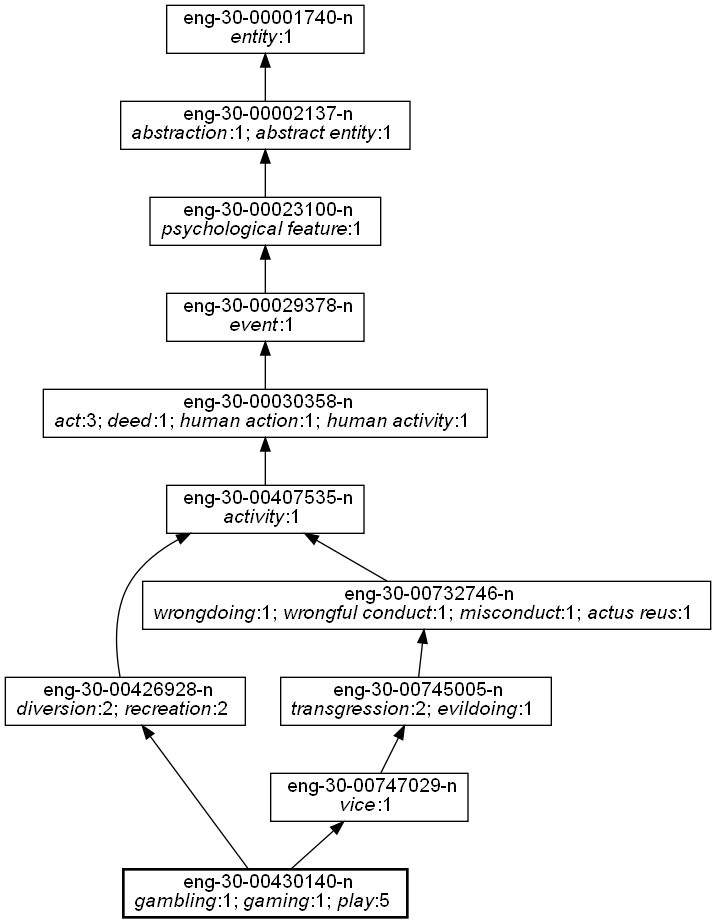 eng-30-00001740-n
entity:1
eng-30-00002137-n
abstraction:1; abstract entity:1
eng-30-00023100-n
psychological feature:1
eng-30-00029378-n
event:1
eng-30-00030358-n
act:3; deed:1; human action:1; human activity:1
eng-30-00407535-n
activity:1
eng-30-00732746-n
wrongdoing:1; wrongful conduct:1; misconduct:1; actus reus:1
eng-30-00426928-n
diversion:2; recreation:2
eng-30-00745005-n
transgression:2; evildoing:1
eng-30-00747029-n
vice:1
eng-30-00430140-n
gambling:1; gaming:1; play:5